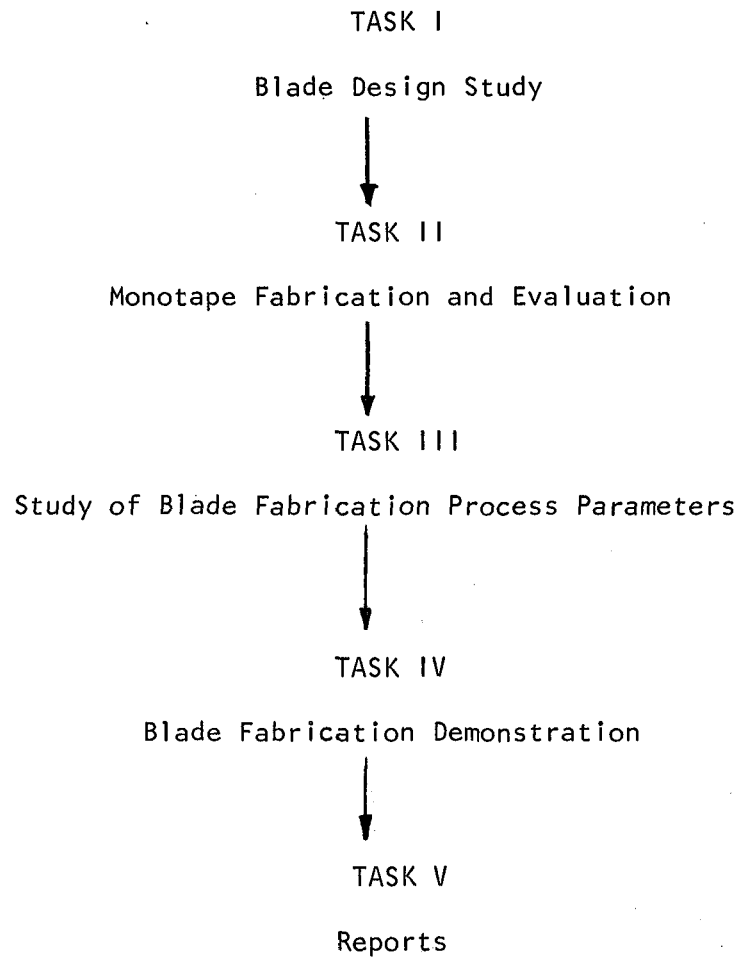 TASK I
Blade Design Study
TASK II
Monotape Fabrication and Evaluation
TASK III
Study of Blade Fabrication Process Parameters
TASK IV
Blade Fabrication Demonstration
TASK V
Reports